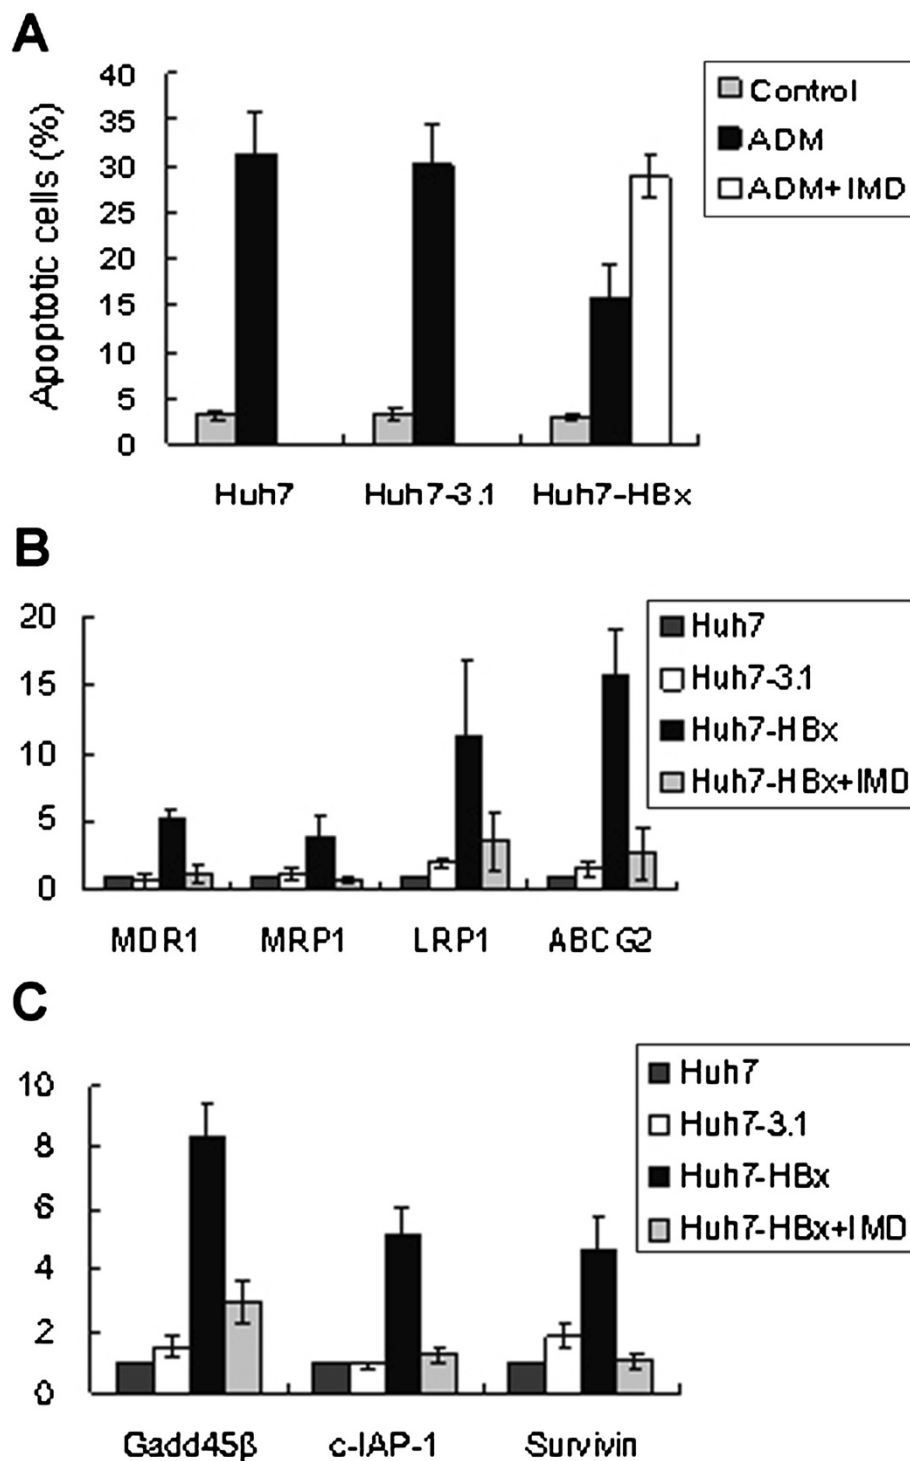 A
Apoptotic cells (%)
40
35
30
25
20
15
10
5
0
Huh7 Huh7-3.1 Huh7-HBx
Control
ADM
ADM+IMD
B
20
15
10
5
0
MDR1 MRP1 LRP1 ABCG2
Huh7
Huh7-3.1
Huh7-HBx
Huh7-HBx+IMD
C
10
8
6
4
2
0
Gadd45β c-IAP-1 Survivin
Huh7
Huh7-3.1
Huh7-HBx
Huh7-HBx+IMD